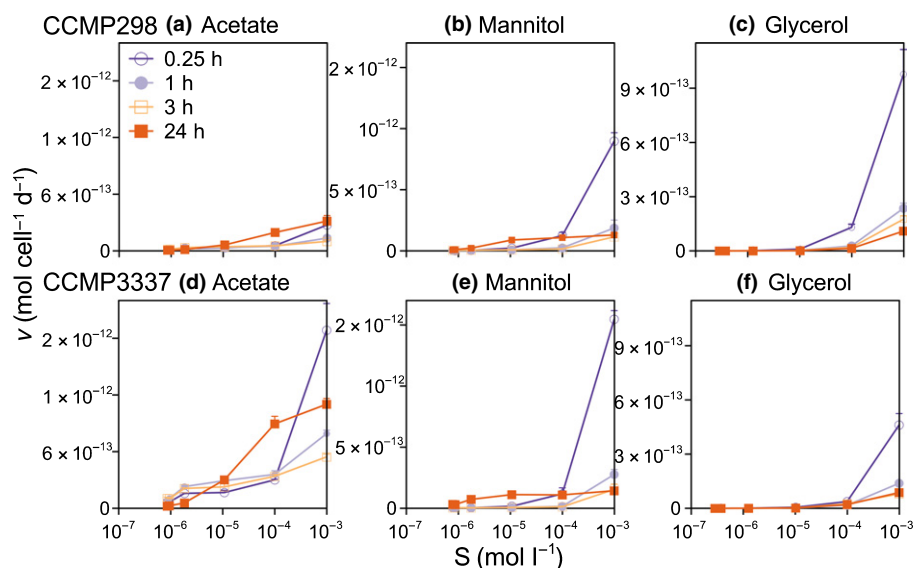 CCMP298 (a) Acetate (b) Mannitol (c) Glycerol
0.25 h
1 h
3 h
24 h
2 × 10⁻¹²
1 × 10⁻¹²
6 × 10⁻¹³
0
2 × 10⁻¹²
10⁻¹²
5 × 10⁻¹³
0
9 × 10⁻¹³
6 × 10⁻¹³
3 × 10⁻¹³
0
v (mol cell⁻¹ d⁻¹)
CCMP3337 (d) Acetate (e) Mannitol (f) Glycerol
2 × 10⁻¹²
1 × 10⁻¹²
6 × 10⁻¹³
0
2 × 10⁻¹²
10⁻¹²
5 × 10⁻¹³
0
9 × 10⁻¹³
6 × 10⁻¹³
3 × 10⁻¹³
0
10⁻⁷ 10⁻⁶ 10⁻⁵ 10⁻⁴ 10⁻³ 10⁻⁷ 10⁻⁶ 10⁻⁵ 10⁻⁴ 10⁻³ 10⁻⁷ 10⁻⁶ 10⁻⁵ 10⁻⁴ 10⁻³
S (mol l⁻¹)